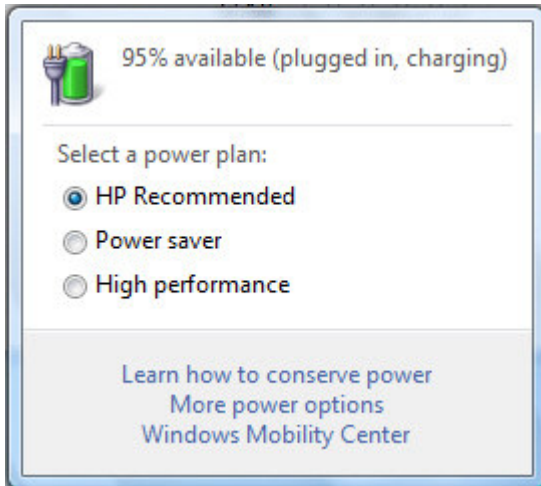 95% available (plugged in, charging)
Select a power plan:
HP Recommended
Power saver
High performance
Learn how to conserve power
More power options
Windows Mobility Center